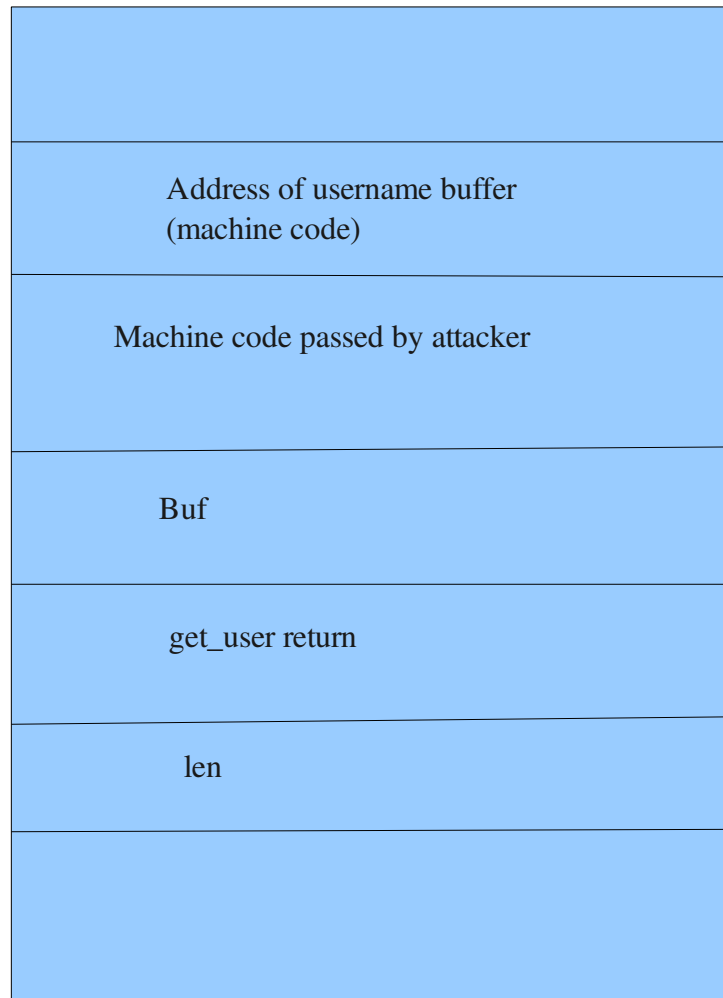 Address of username buffer
(machine code)
Machine code passed by attacker
Buf
get_user return
len